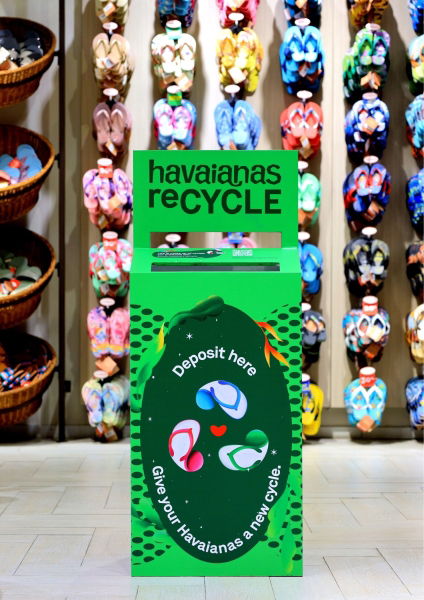 havaianas
reCYCLE
Deposit here
Give your Havaianas a new cycle.